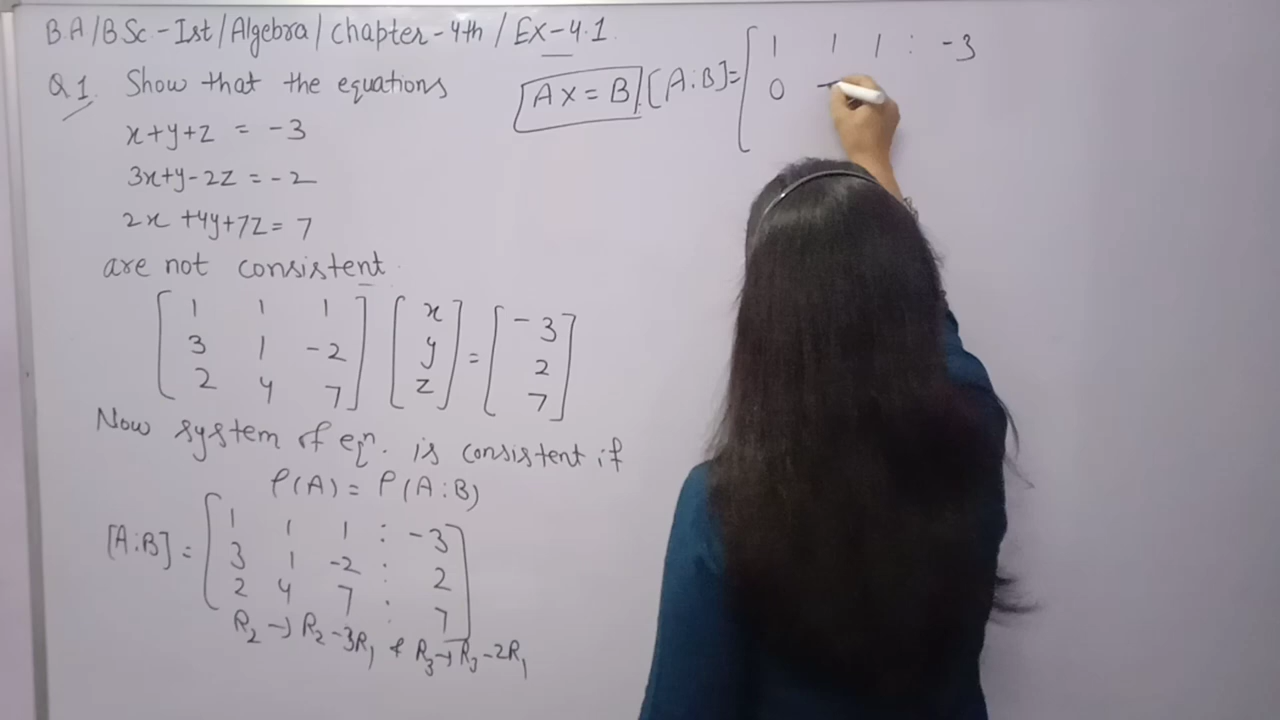 B.A/BSc-Ist/Algebra/chapter-4th/Ex-4.1
Q1. Show that the equations
x+y+z = -3
3x+y-2z = -2
2x+4y+7z = 7
are not consistent.
[1 1 1] [x] = [-3]
[3 1 -2] [y] [2]
[2 4 7] [z] [7]
Now system of eqn. is consistent if
ρ(A) = ρ(A:B)
[A:B] = [1 1 1 : -3]
[3 1 -2 : 2]
[2 4 7 : 7]
R2 → R2-3R1 & R3→R3-2R1
AX = B [A:B] = [1 1 1 : -3
0 -